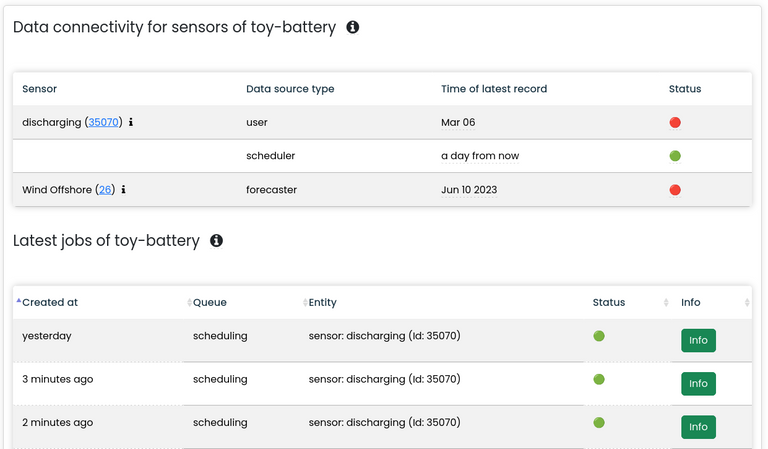 Data connectivity for sensors of toy-battery
Sensor Data source type Time of latest record Status
discharging (35070) user Mar 06
scheduler a day from now
Wind Offshore (26) forecaster Jun 10 2023
Latest jobs of toy-battery
Created at Queue Entity Status Info
yesterday scheduling sensor: discharging (Id: 35070) Info
3 minutes ago scheduling sensor: discharging (Id: 35070) Info
2 minutes ago scheduling sensor: discharging (Id: 35070) Info